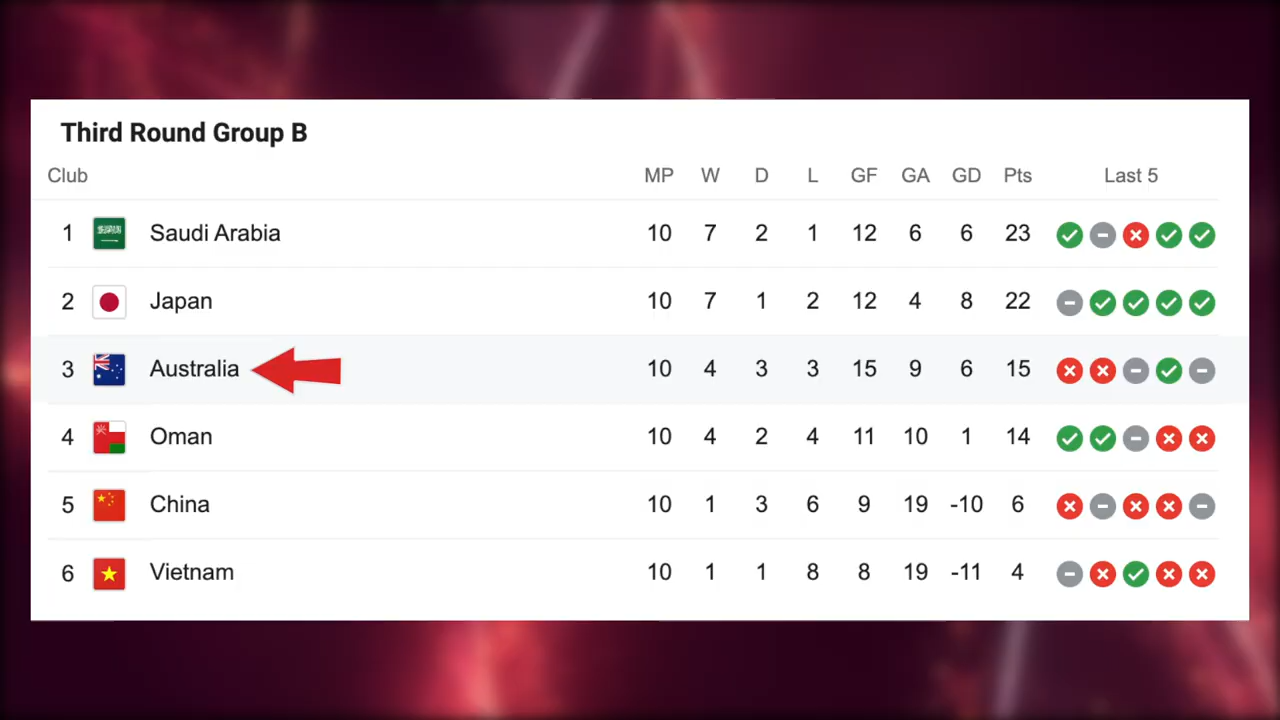 Third Round Group B
Club MP W D L GF GA GD Pts Last 5
1 Saudi Arabia 10 7 2 1 12 6 6 23
2 Japan 10 7 1 2 12 4 8 22
3 Australia 10 4 3 3 15 9 6 15
4 Oman 10 4 2 4 11 10 1 14
5 China 10 1 3 6 9 19 -10 6
6 Vietnam 10 1 1 8 8 19 -11 4